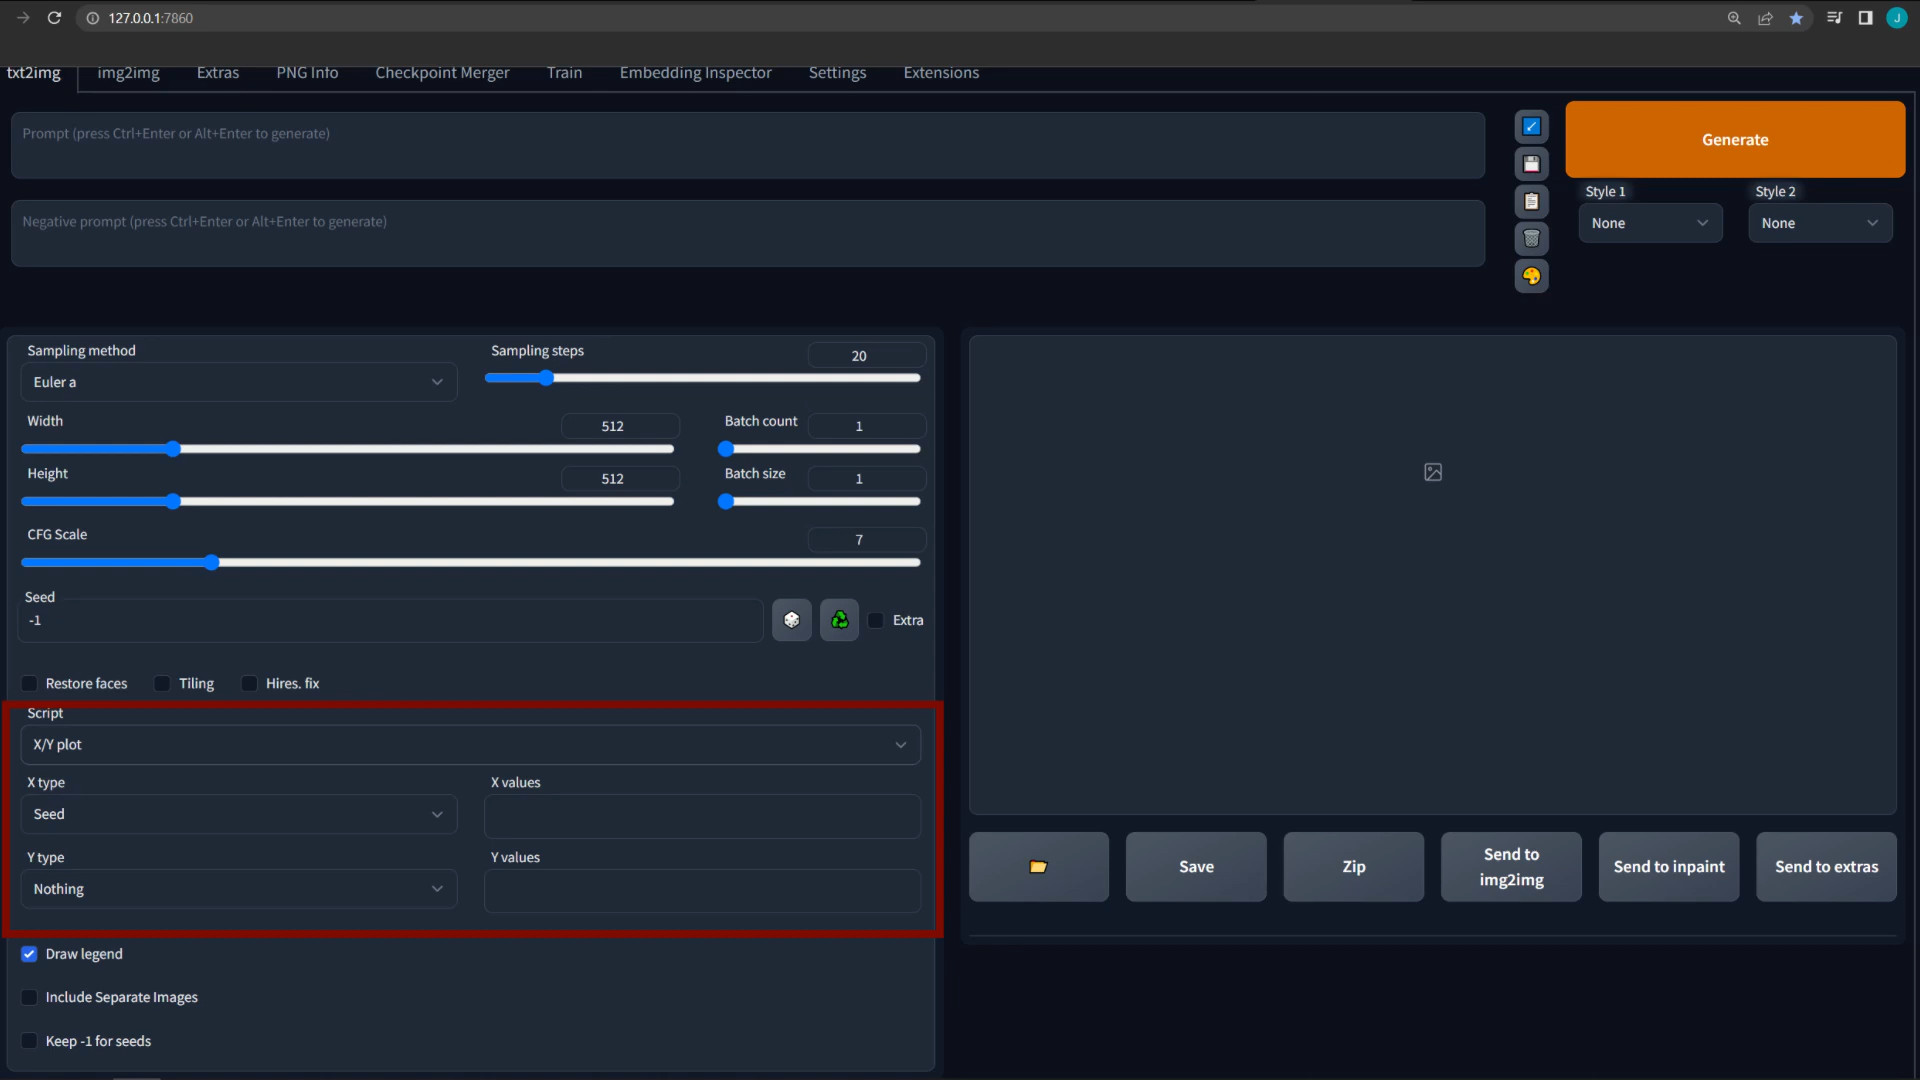 127.0.0.1:7860
J
txt2img
img2img
Extras
PNG Info
Checkpoint Merger
Train
Embedding Inspector
Settings
Extensions
Prompt (press Ctrl+Enter or Alt+Enter to generate)
Negative prompt (press Ctrl+Enter or Alt+Enter to generate)
Generate
Style 1
Style 2
None
None
Sampling method
Euler a
Sampling steps
20
Width
512
Batch count
1
Height
512
Batch size
1
CFG Scale
7
Seed
-1
Extra
Restore faces
Tiling
Hires. fix
Script
X/Y plot
X type
Seed
X values
Y type
Nothing
Y values
Draw legend
Include Separate Images
Keep -1 for seeds
Save
Zip
Send to
img2img
Send to inpaint
Send to extras